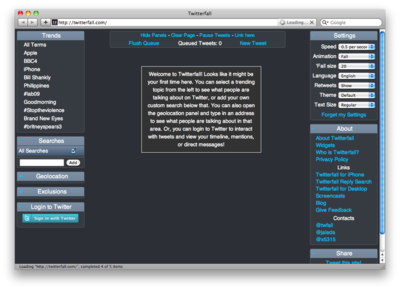 Twitterfall
http://twitterfall.com/
Loading...
Google
Trends
All Terms
Apple
BBC4
iPhone
Bill Shankly
Philippines
#lab09
Goodmorning
#Stoptheviolence
Brand New Eyes
#britneyspears3
Searches
All Searches
Add
Geolocation
Exclusions
Login to Twitter
Sign in with Twitter
Hide Panels • Clear Page • Pause Tweets • Link here
Flush Queue Queued Tweets: 0 New Tweet
Welcome to Twitterfall! Looks like it might be
your first time here. You can select a trending
topic from the left to see what people are
talking about on Twitter, or add your own
custom search below that. You can also open
the geolocation panel and type in an address
to see what people are talking about in that
area. Or, you can login to Twitter to interact
with tweets and view your timeline, mentions,
or direct messages!
Settings
Speed 0.5 per secon
Animation Fall
'Fall size 20
Language English
Retweets Show
Theme Default
Text Size Regular
Forget my Settings
About
About Twitterfall
Widgets
Who is Twitterfall?
Privacy Policy
Links
Twitterfall for iPhone
Twitterfall Reply Search
Twitterfall for Desktop
Screencasts
Blog
Give Feedback
Contacts
@twfall
@jalada
@s0315
Share
Tweet this site!
Loading "http://twitterfall.com/", completed 4 of 5 items